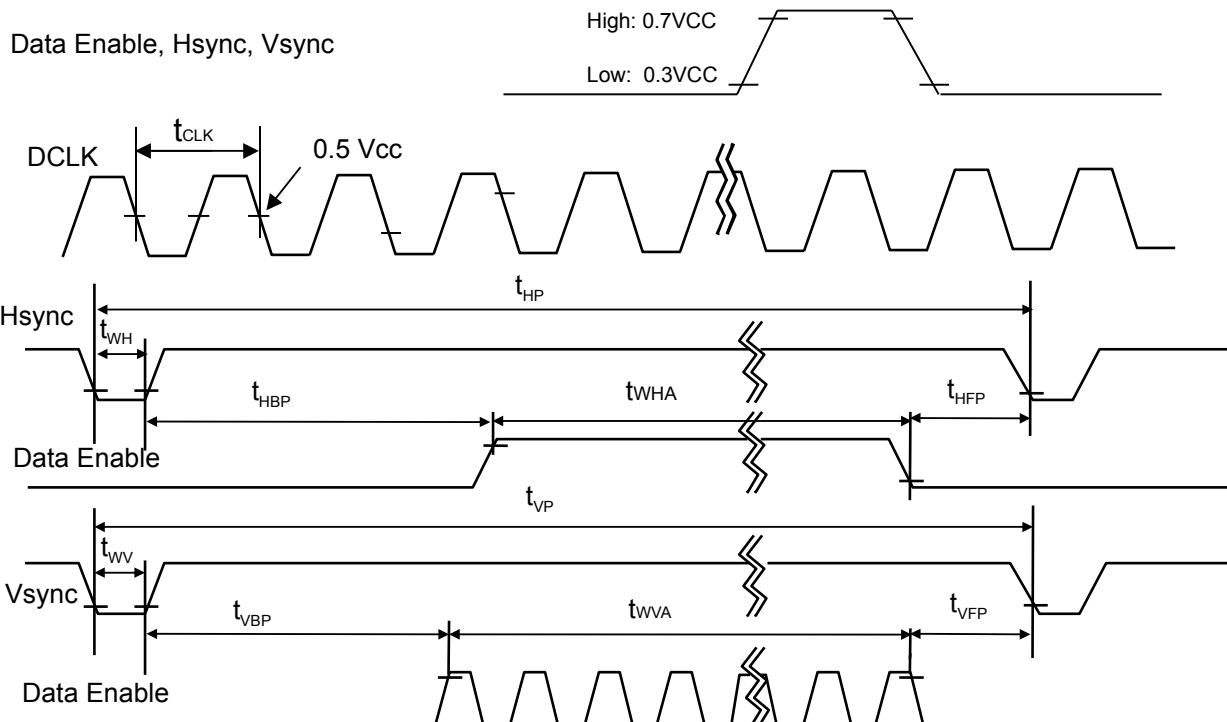 High: 0.7VCC
Data Enable, Hsync, Vsync
Low: 0.3VCC
tCLK
DCLK
0.5 Vcc
tHP
Hsync
tWH
tHBP
tWHA
tHFP
Data Enable
tVP
tWV
Vsync
tVBP
tWVA
tVFP
Data Enable